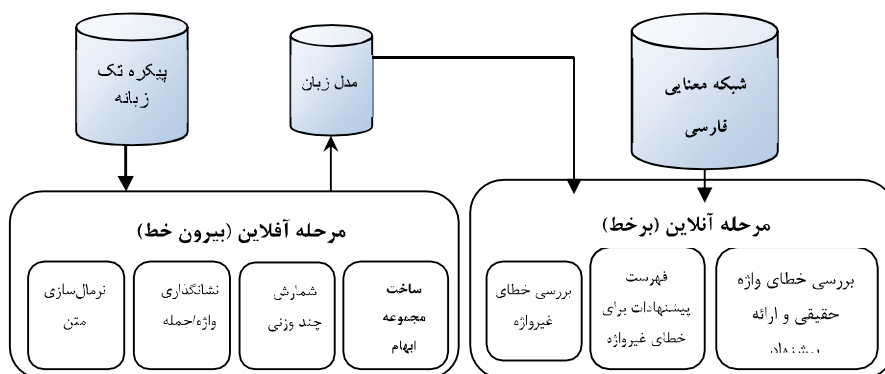 پیکره تک
زبانه
مدل زبان
شبکه معنایی
فارسی
مرحله آنلاین (برخط)
بررسی خطای واژه
حقیقی و ارائه
پیشنهاد
فهرست
پیشنهادات برای
خطای غیرواژه
بررسی خطای
غیرواژه
مرحله آفلاین (بیرون خط)
ساخت
مجموعه
ابهام
شمارش
چند وزنی
نشانگذاری
واژه/جمله
نرمال‌سازی
متن